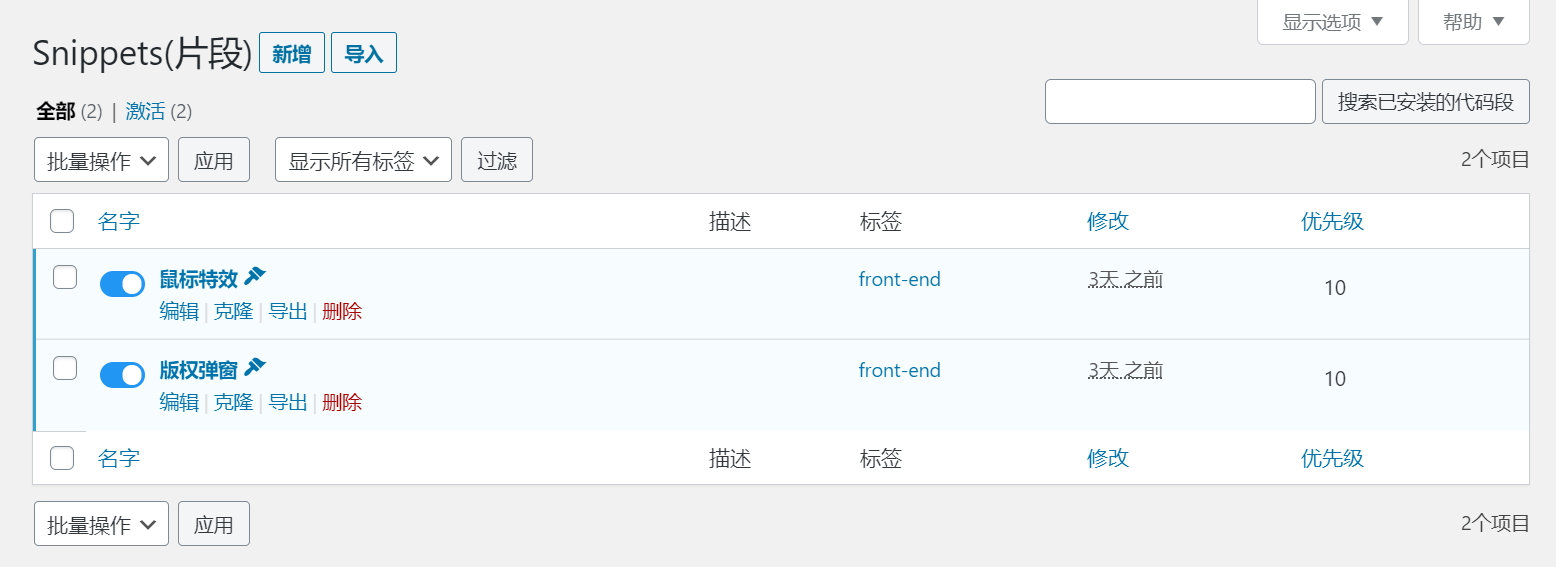 显示选项 帮助
Snippets(片段) 新增 导入
全部 (2) | 激活 (2)
搜索已安装的代码段
批量操作 应用 显示所有标签 过滤 2个项目
名字 描述 标签 修改 优先级
鼠标特效 front-end 3天 之前 10
编辑 | 克隆 | 导出 | 删除
版权弹窗 front-end 3天 之前 10
编辑 | 克隆 | 导出 | 删除
名字 描述 标签 修改 优先级
批量操作 应用 2个项目